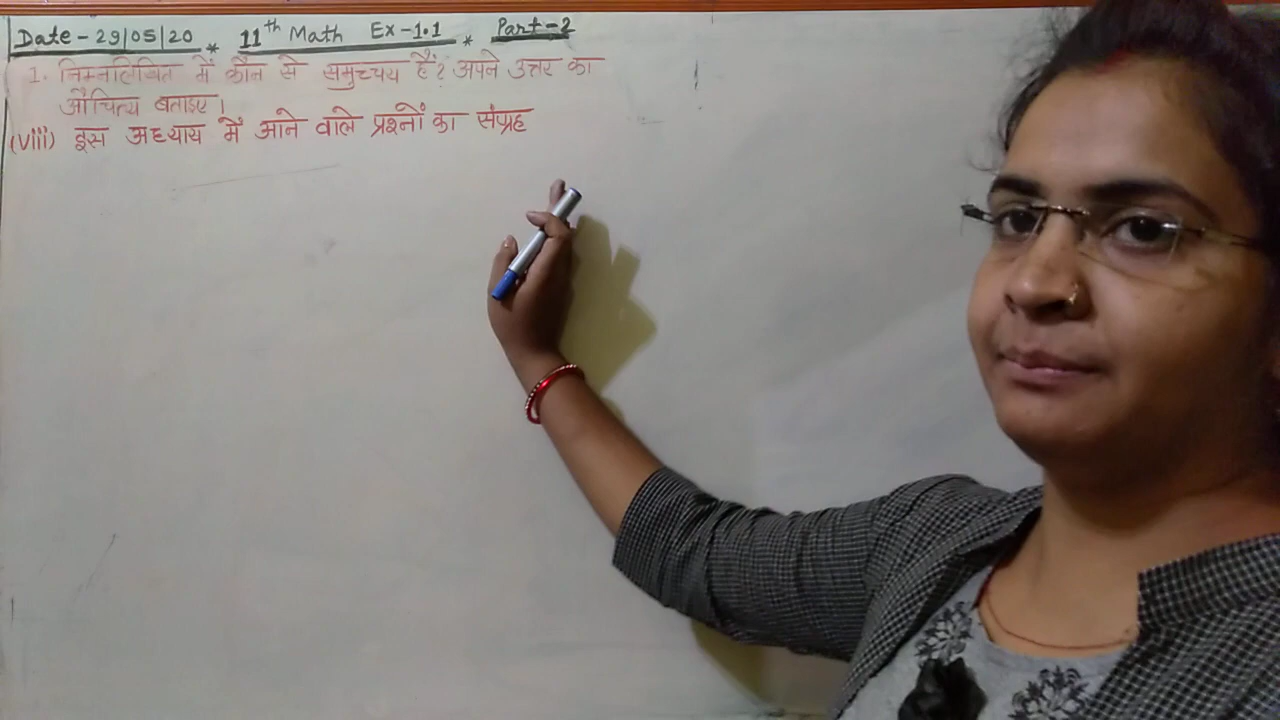 Date - 29/05/20 * 11th Math Ex-1.1 * Part-2
1. निम्नलिखित में कौन से समुच्चय हैं? अपने उत्तर का
औचित्य बताइए।
(viii) इस अध्याय में आने वाले प्रश्नों का संग्रह